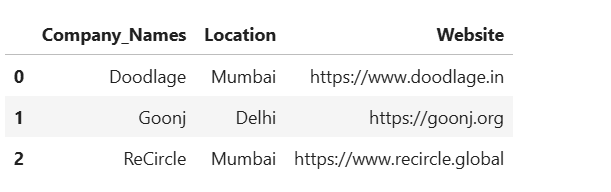 Company_Names Location Website
0 Doodlage Mumbai https://www.doodlage.in
1 Goonj Delhi https://goonj.org
2 ReCircle Mumbai https://www.recircle.global